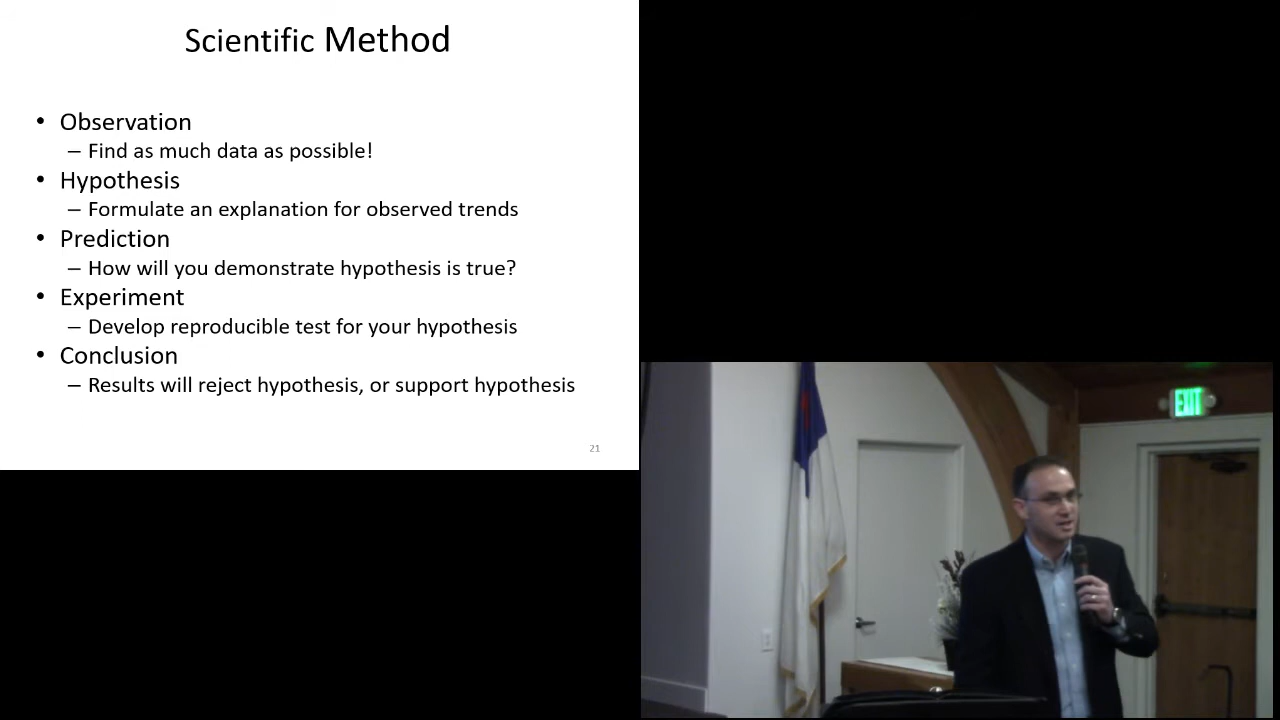 Scientific Method
• Observation
– Find as much data as possible!
• Hypothesis
– Formulate an explanation for observed trends
• Prediction
– How will you demonstrate hypothesis is true?
• Experiment
– Develop reproducible test for your hypothesis
• Conclusion
– Results will reject hypothesis, or support hypothesis
21
EXIT